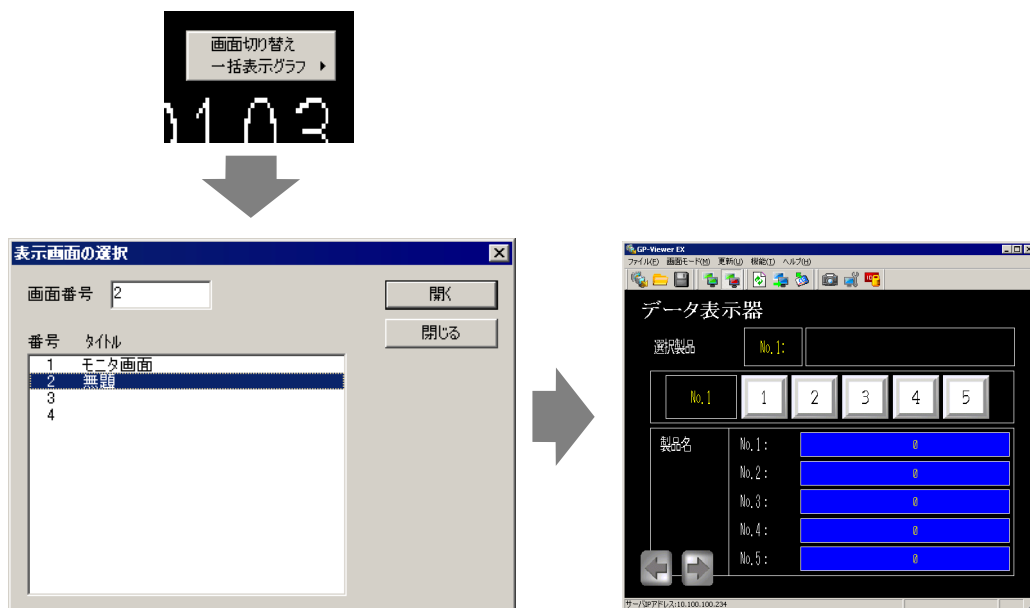 画面切り替え
一括表示グラフ
0103
表示画面の選択
画面番号 2
開く
閉じる
番号 タイトル
1 モニタ画面
2 無題
3
4
GP-Viewer EX
ファイル(F) 画面モード(M) 更新(U) 機能(T) ヘルプ(H)
データ表示器
選択製品 No.1:
No.1 1 2 3 4 5
製品名 No.1: 0
No.2: 0
No.3: 0
No.4: 0
No.5: 0
サーバIPアドレス:10.100.100.234